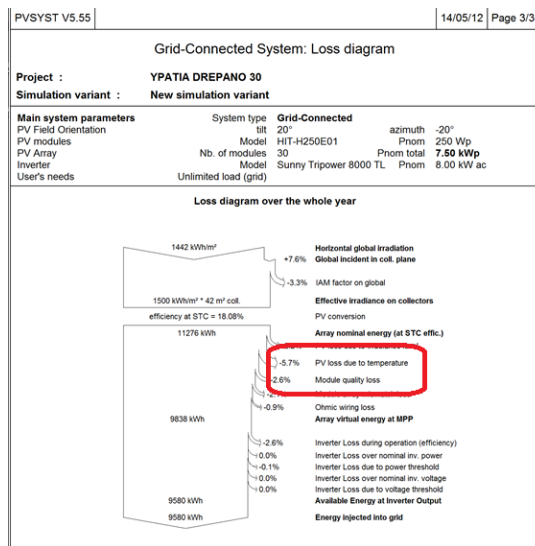 PVSYST V5.55 14/05/12 Page 3/3
Grid-Connected System: Loss diagram
Project : YPATIA DREPANO 30
Simulation variant : New simulation variant
Main system parameters System type Grid-Connected
PV Field Orientation tilt 20° azimuth -20°
PV modules Model HIT-H250E01 Pnom 250 Wp
PV Array Nb. of modules 30 Pnom total 7.50 kWp
Inverter Model Sunny Tripower 8000 TL Pnom 8.00 kW ac
User's needs Unlimited load (grid)
Loss diagram over the whole year
1442 kWh/m² Horizontal global irradiation
+7.6% Global incident in coll. plane
-3.3% IAM factor on global
1500 kWh/m² * 42 m² coll. Effective irradiance on collectors
efficiency at STC = 18.08% PV conversion
11276 kWh Array nominal energy (at STC effic.)
-5.7% PV loss due to temperature
-2.6% Module quality loss
-0.9% Ohmic wiring loss
9838 kWh Array virtual energy at MPP
-2.6% Inverter Loss during operation (efficiency)
0.0% Inverter Loss over nominal inv. power
-0.1% Inverter Loss due to power threshold
0.0% Inverter Loss over nominal inv. voltage
0.0% Inverter Loss due to voltage threshold
9580 kWh Available Energy at Inverter Output
9580 kWh Energy injected into grid